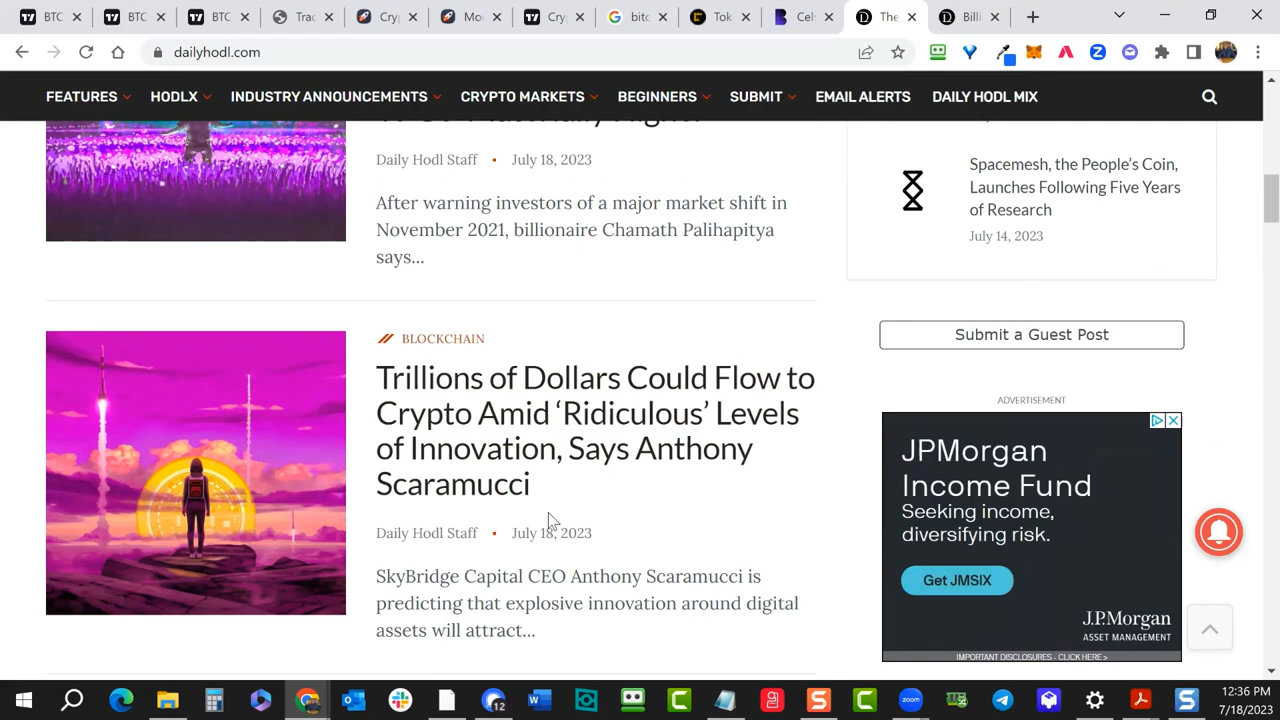 BTC
BTC
BTC
Trac
Cryp
Mo
Cryp
bitc
Tok
Cels
The
Billi
dailyhodl.com
FEATURES HODLX INDUSTRY ANNOUNCEMENTS CRYPTO MARKETS BEGINNERS SUBMIT EMAIL ALERTS DAILY HODL MIX
Daily Hodl Staff ▪ July 18, 2023
After warning investors of a major market shift in
November 2021, billionaire Chamath Palihapitya
says...
BLOCKCHAIN
Trillions of Dollars Could Flow to
Crypto Amid ‘Ridiculous’ Levels
of Innovation, Says Anthony
Scaramucci
Daily Hodl Staff ▪ July 18, 2023
SkyBridge Capital CEO Anthony Scaramucci is
predicting that explosive innovation around digital
assets will attract...
Spacemesh, the People’s Coin,
Launches Following Five Years
of Research
July 14, 2023
Submit a Guest Post
ADVERTISEMENT
JPMorgan
Income Fund
Seeking income,
diversifying risk.
Get JMSIX
J.P.Morgan
ASSET MANAGEMENT
IMPORTANT DISCLOSURES - CLICK HERE >
12
12:36 PM
7/18/2023